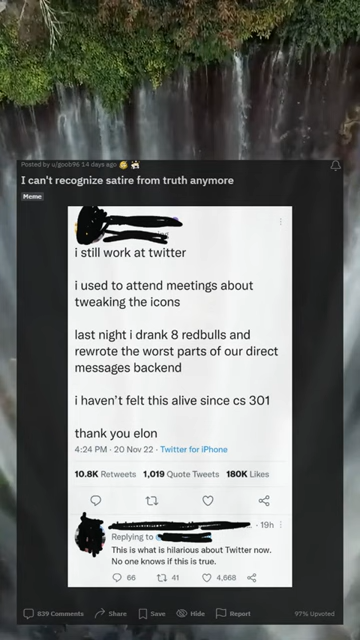 Posted by u/goob96 14 days ago
I can't recognize satire from truth anymore
Meme
i still work at twitter
i used to attend meetings about
tweaking the icons
last night i drank 8 redbulls and
rewrote the worst parts of our direct
messages backend
i haven't felt this alive since cs 301
thank you elon
4:24 PM · 20 Nov 22 · Twitter for iPhone
10.8K Retweets 1,019 Quote Tweets 180K Likes
· 19h
Replying to @
This is what is hilarious about Twitter now.
No one knows if this is true.
66 41 4,668
839 Comments Share Save Hide Report 97% Upvoted